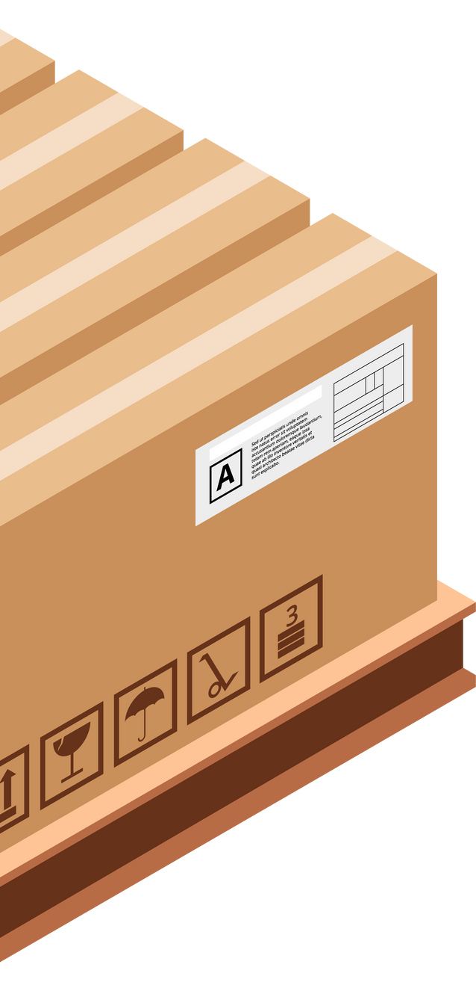 A
Sed ut perspiciatis unde omnis
iste natus error sit voluptatem
accusantium doloremque laudantium,
totam rem aperiam, eaque ipsa
quae ab illo inventore veritatis et
quasi architecto beatae vitae dicta
sunt explicabo.
3